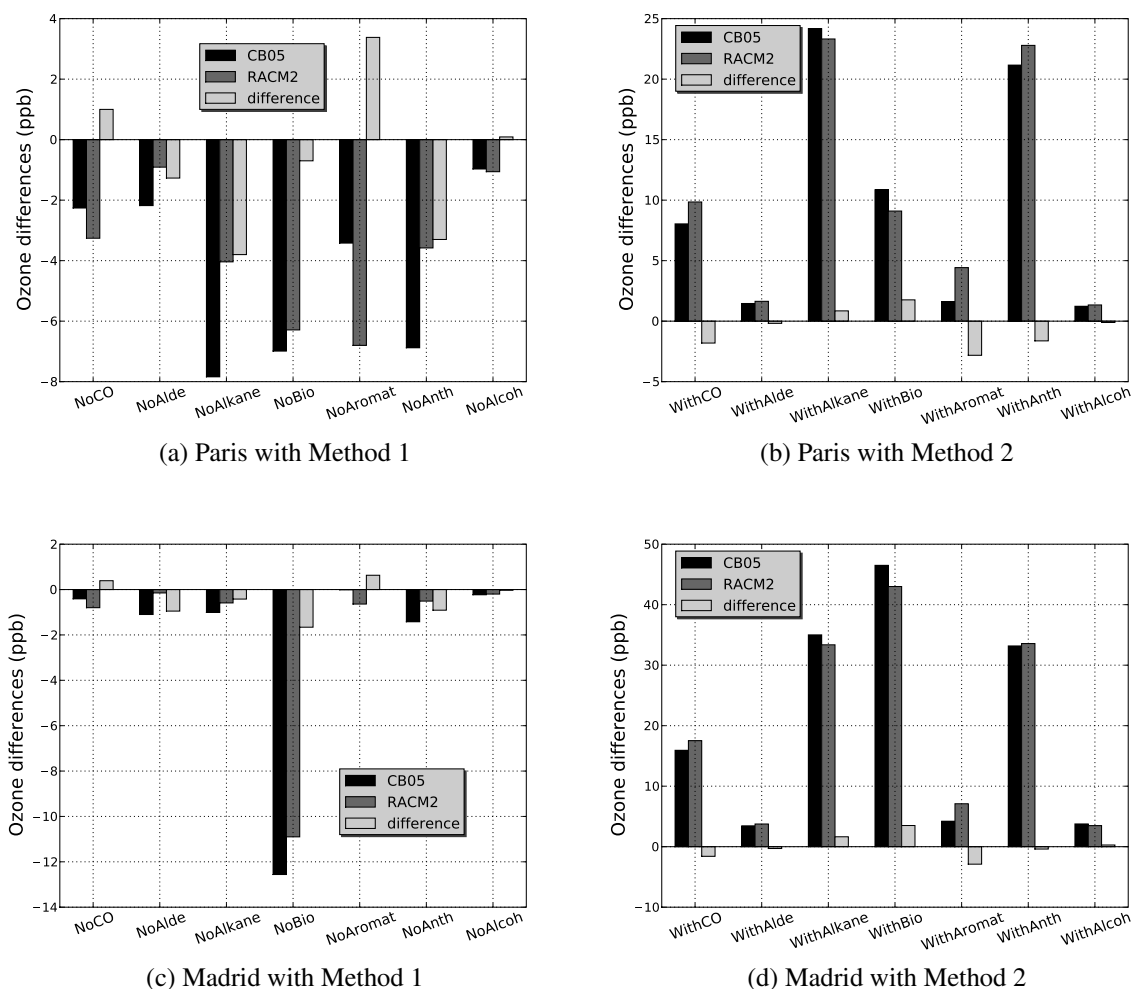 4
2
0
−2
−4
−6
−8
Ozone differences (ppb)
CB05
RACM2
difference
NoCO
NoAlde
NoAlkane
NoBio
NoAromat
NoAnth
NoAlcoh
(a) Paris with Method 1
25
20
15
10
5
0
−5
Ozone differences (ppb)
CB05
RACM2
difference
WithCO
WithAlde
WithAlkane
WithBio
WithAromat
WithAnth
WithAlcoh
(b) Paris with Method 2
2
0
−2
−4
−6
−8
−10
−12
−14
Ozone differences (ppb)
CB05
RACM2
difference
NoCO
NoAlde
NoAlkane
NoBio
NoAromat
NoAnth
NoAlcoh
(c) Madrid with Method 1
50
40
30
20
10
0
−10
Ozone differences (ppb)
CB05
RACM2
difference
WithCO
WithAlde
WithAlkane
WithBio
WithAromat
WithAnth
WithAlcoh
(d) Madrid with Method 2